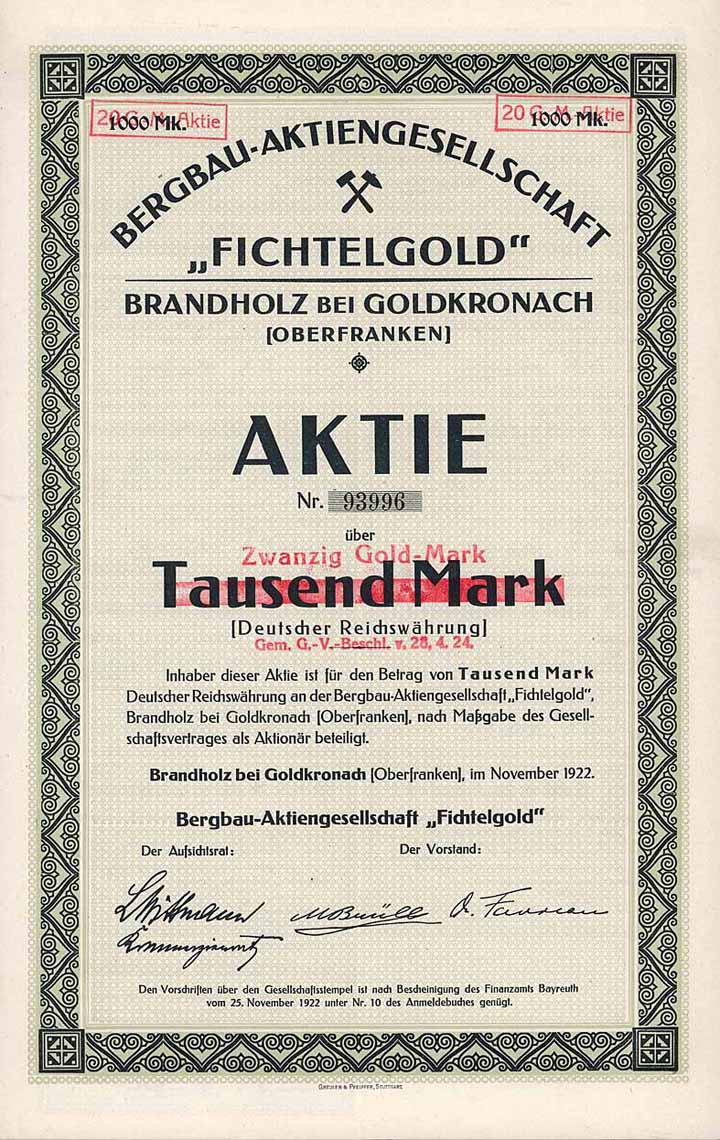 20 G.-M. Aktie
1000 Mk.
20 G.-M. Aktie
1000 Mk.
BERGBAU-AKTIENGESELLSCHAFT
„FICHTELGOLD“
BRANDHOLZ BEI GOLDKRONACH
[OBERFRANKEN]
AKTIE
Nr. 93996
über
Zwanzig Gold-Mark
Tausend Mark
[Deutscher Reichswährung]
Gem. G.-V.-Beschl. v. 28. 4. 24.
Inhaber dieser Aktie ist für den Betrag von Tausend Mark
Deutscher Reichswährung an der Bergbau-Aktiengesellschaft „Fichtelgold“,
Brandholz bei Goldkronach [Oberfranken], nach Maßgabe des Gesell-
schaftsvertrages als Aktionär beteiligt.
Brandholz bei Goldkronach [Oberfranken], im November 1922.
Bergbau-Aktiengesellschaft „Fichtelgold“
Der Aufsichtsrat: Der Vorstand:
Den Vorschriften über den Gesellschaftsstempel ist nach Bescheinigung des Finanzamts Bayreuth
vom 25. November 1922 unter Nr. 10 des Anmeldebuches genügt.
GREINER & PFEIFFER, STUTTGART